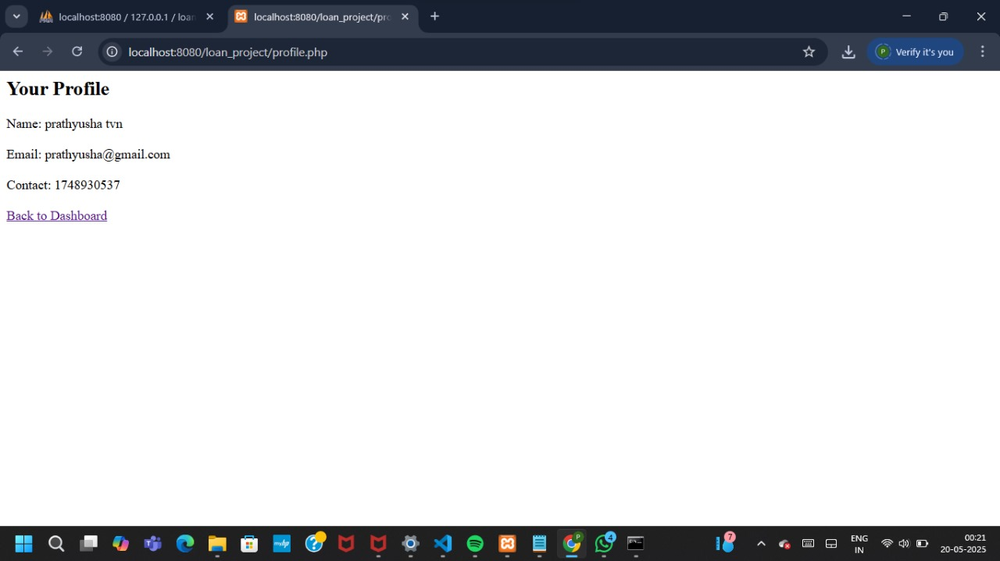 localhost:8080 / 127.0.0.1 / loan
localhost:8080/loan_project/pro
localhost:8080/loan_project/profile.php
P
Verify it's you
Your Profile
Name: prathyusha tvn
Email: prathyusha@gmail.com
Contact: 1748930537
Back to Dashboard
myhp
P
4
7
ENG
IN
00:21
20-05-2025